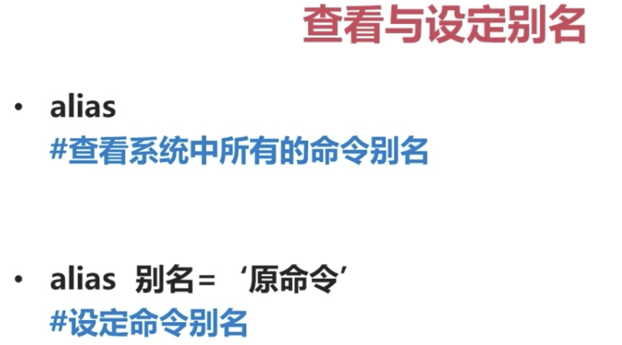 查看与设定别名
• alias
#查看系统中所有的命令别名
• alias 别名= ‘原命令’
#设定命令别名